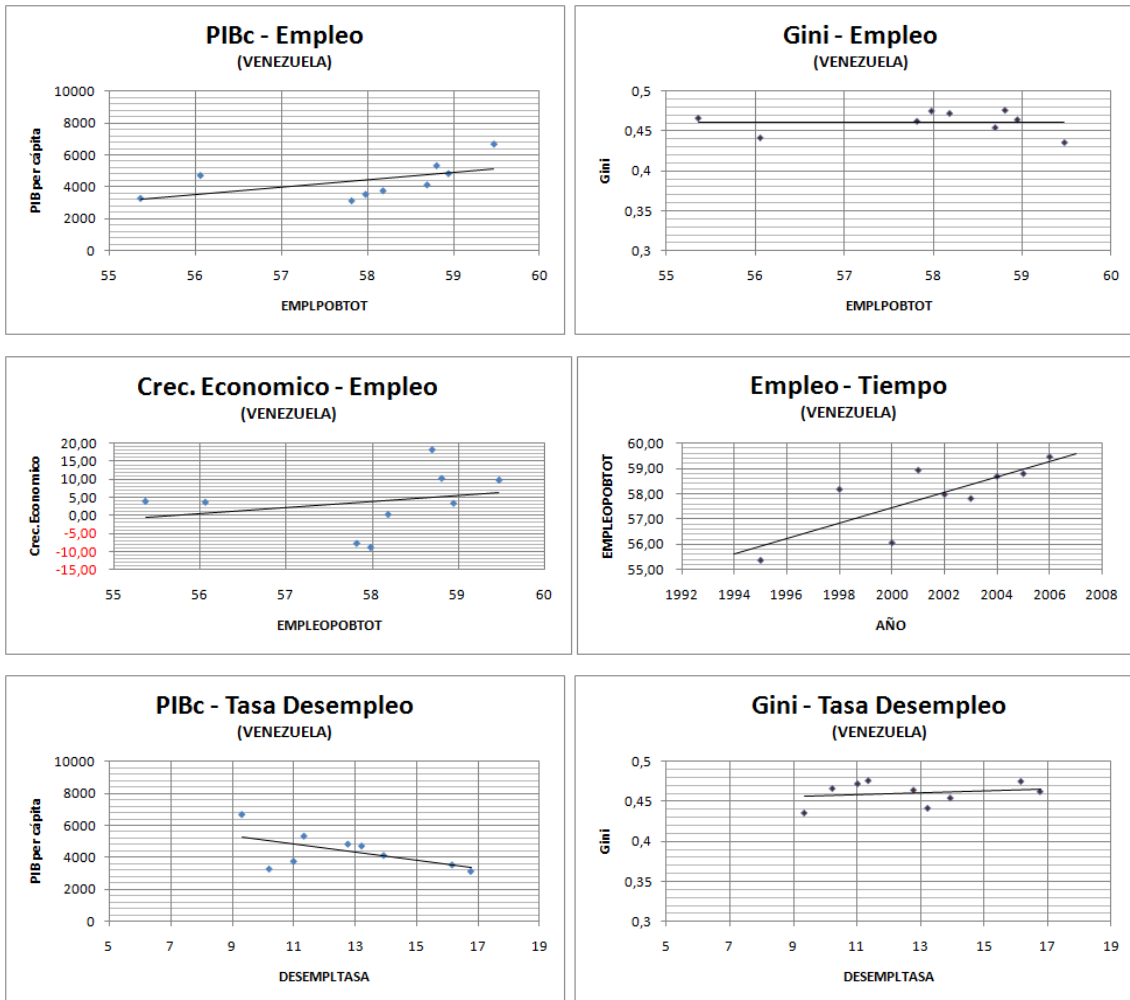 PIBc - Empleo
(VENEZUELA)
PIB per cápita
10000
8000
6000
4000
2000
0
55 56 57 58 59 60
EMPLPOBTOT
Gini - Empleo
(VENEZUELA)
Gini
0,5
0,45
0,4
0,35
0,3
55 56 57 58 59 60
EMPLPOBTOT
Crec. Economico - Empleo
(VENEZUELA)
Crec.Economico
20,00
15,00
10,00
5,00
0,00
-5,00
-10,00
-15,00
55 56 57 58 59 60
EMPLEOPOBTOT
Empleo - Tiempo
(VENEZUELA)
EMPLEOPOBTOT
60,00
59,00
58,00
57,00
56,00
55,00
1992 1994 1996 1998 2000 2002 2004 2006 2008
AÑO
PIBc - Tasa Desempleo
(VENEZUELA)
PIB per cápita
10000
8000
6000
4000
2000
0
5 7 9 11 13 15 17 19
DESEMPLTASA
Gini - Tasa Desempleo
(VENEZUELA)
Gini
0,5
0,45
0,4
0,35
0,3
5 7 9 11 13 15 17 19
DESEMPLTASA